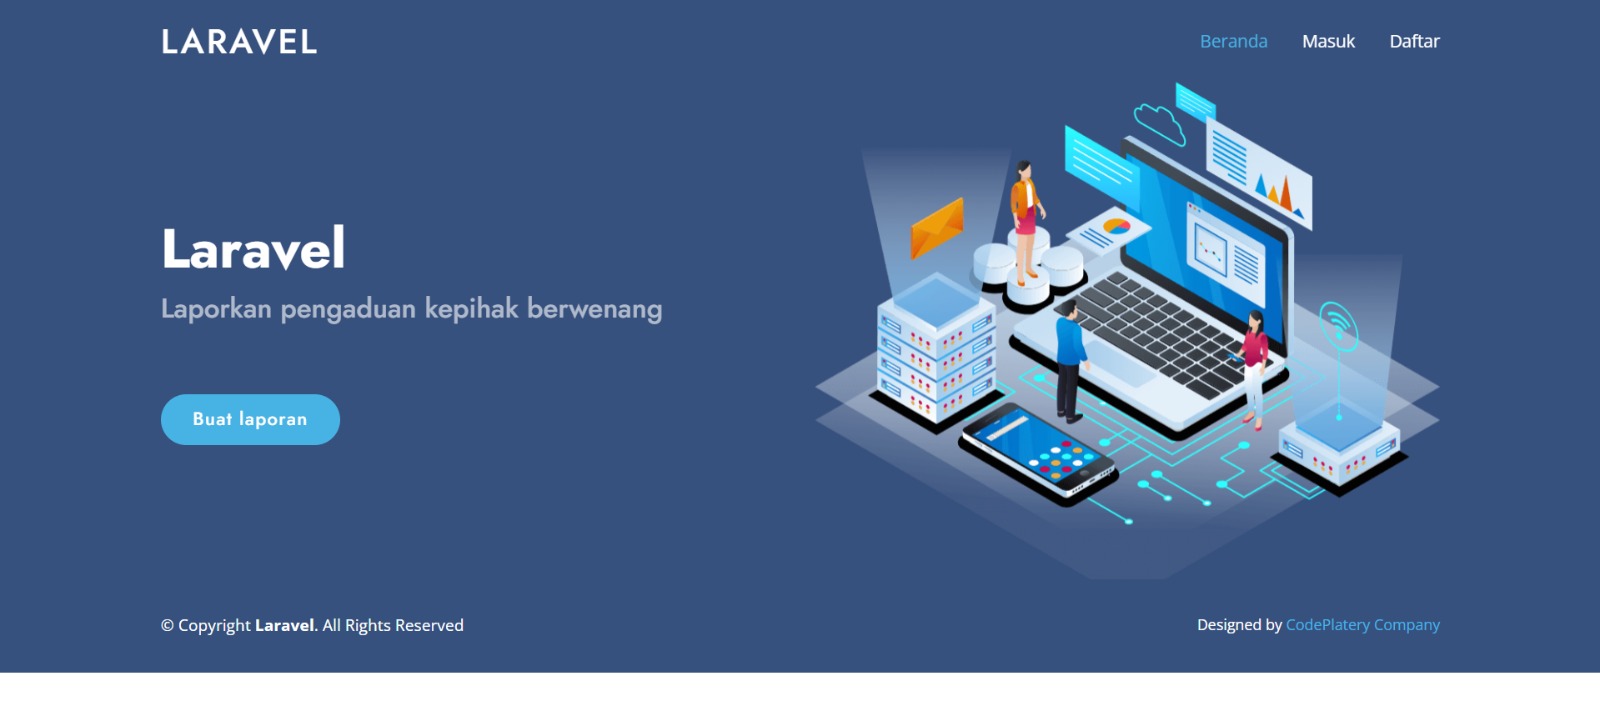 LARAVEL
Beranda Masuk Daftar
Laravel
Laporkan pengaduan kepihak berwenang
Buat laporan
© Copyright Laravel. All Rights Reserved
Designed by CodePlatery Company